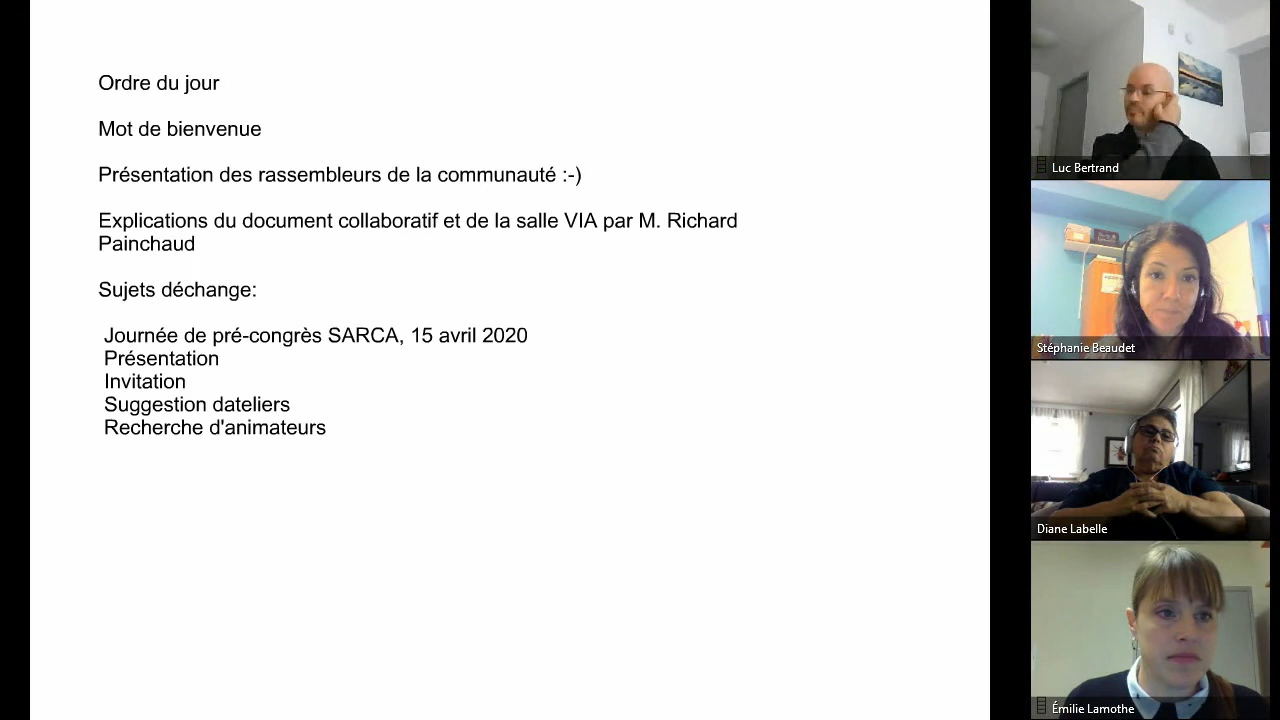 Ordre du jour
Mot de bienvenue
Présentation des rassembleurs de la communauté :-)
Explications du document collaboratif et de la salle VIA par M. Richard
Painchaud
Sujets déchange:
Journée de pré-congrès SARCA, 15 avril 2020
Présentation
Invitation
Suggestion dateliers
Recherche d'animateurs
Luc Bertrand
Stéphanie Beaudet
Diane Labelle
Émilie Lamothe